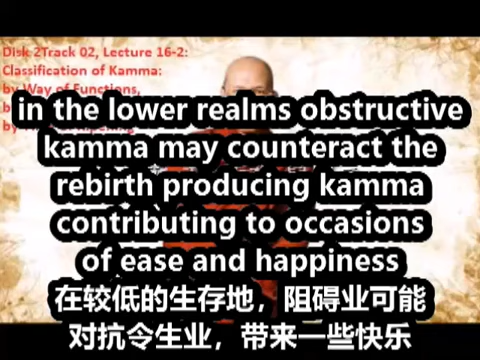 Disk 2Track 02, Lecture 16-2:
Classification of Kamma:
by Way of Functions,
in the lower realms obstructive
kamma may counteract the
rebirth producing kamma
contributing to occasions
of ease and happiness
在较低的生存地，阻碍业可能
对抗令生业，带来一些快乐